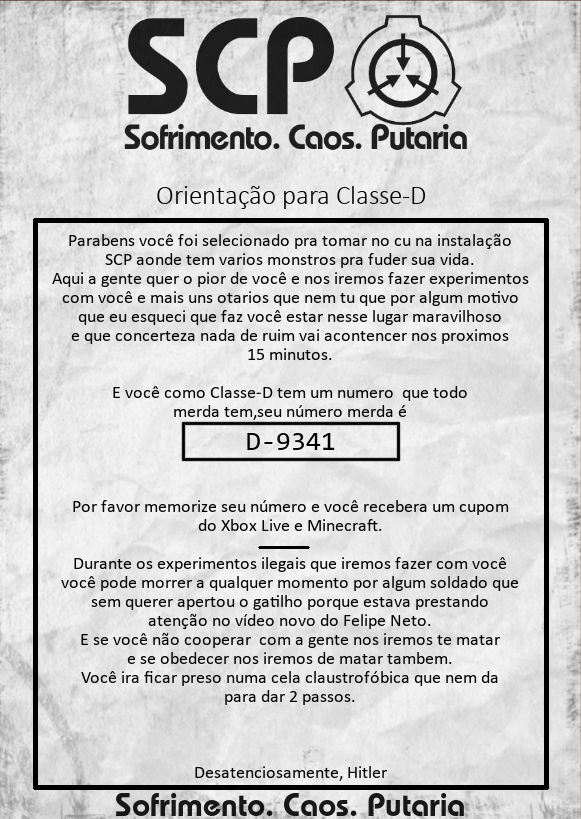 SCP
Sofrimento. Caos. Putaria
Orientação para Classe-D
Parabens você foi selecionado pra tomar no cu na instalação
SCP aonde tem varios monstros pra fuder sua vida.
Aqui a gente quer o pior de você e nos iremos fazer experimentos
com você e mais uns otarios que nem tu que por algum motivo
que eu esqueci que faz você estar nesse lugar maravilhoso
e que concerteza nada de ruim vai acontencer nos proximos
15 minutos.
E você como Classe-D tem um numero que todo
merda tem,seu número merda é
D-9341
Por favor memorize seu número e você recebera um cupom
do Xbox Live e Minecraft.
Durante os experimentos ilegais que iremos fazer com você
você pode morrer a qualquer momento por algum soldado que
sem querer apertou o gatilho porque estava prestando
atenção no vídeo novo do Felipe Neto.
E se você não cooperar com a gente nos iremos te matar
e se obedecer nos iremos de matar tambem.
Você ira ficar preso numa cela claustrofóbica que nem da
para dar 2 passos.
Desatenciosamente, Hitler
Sofrimento. Caos. Putaria